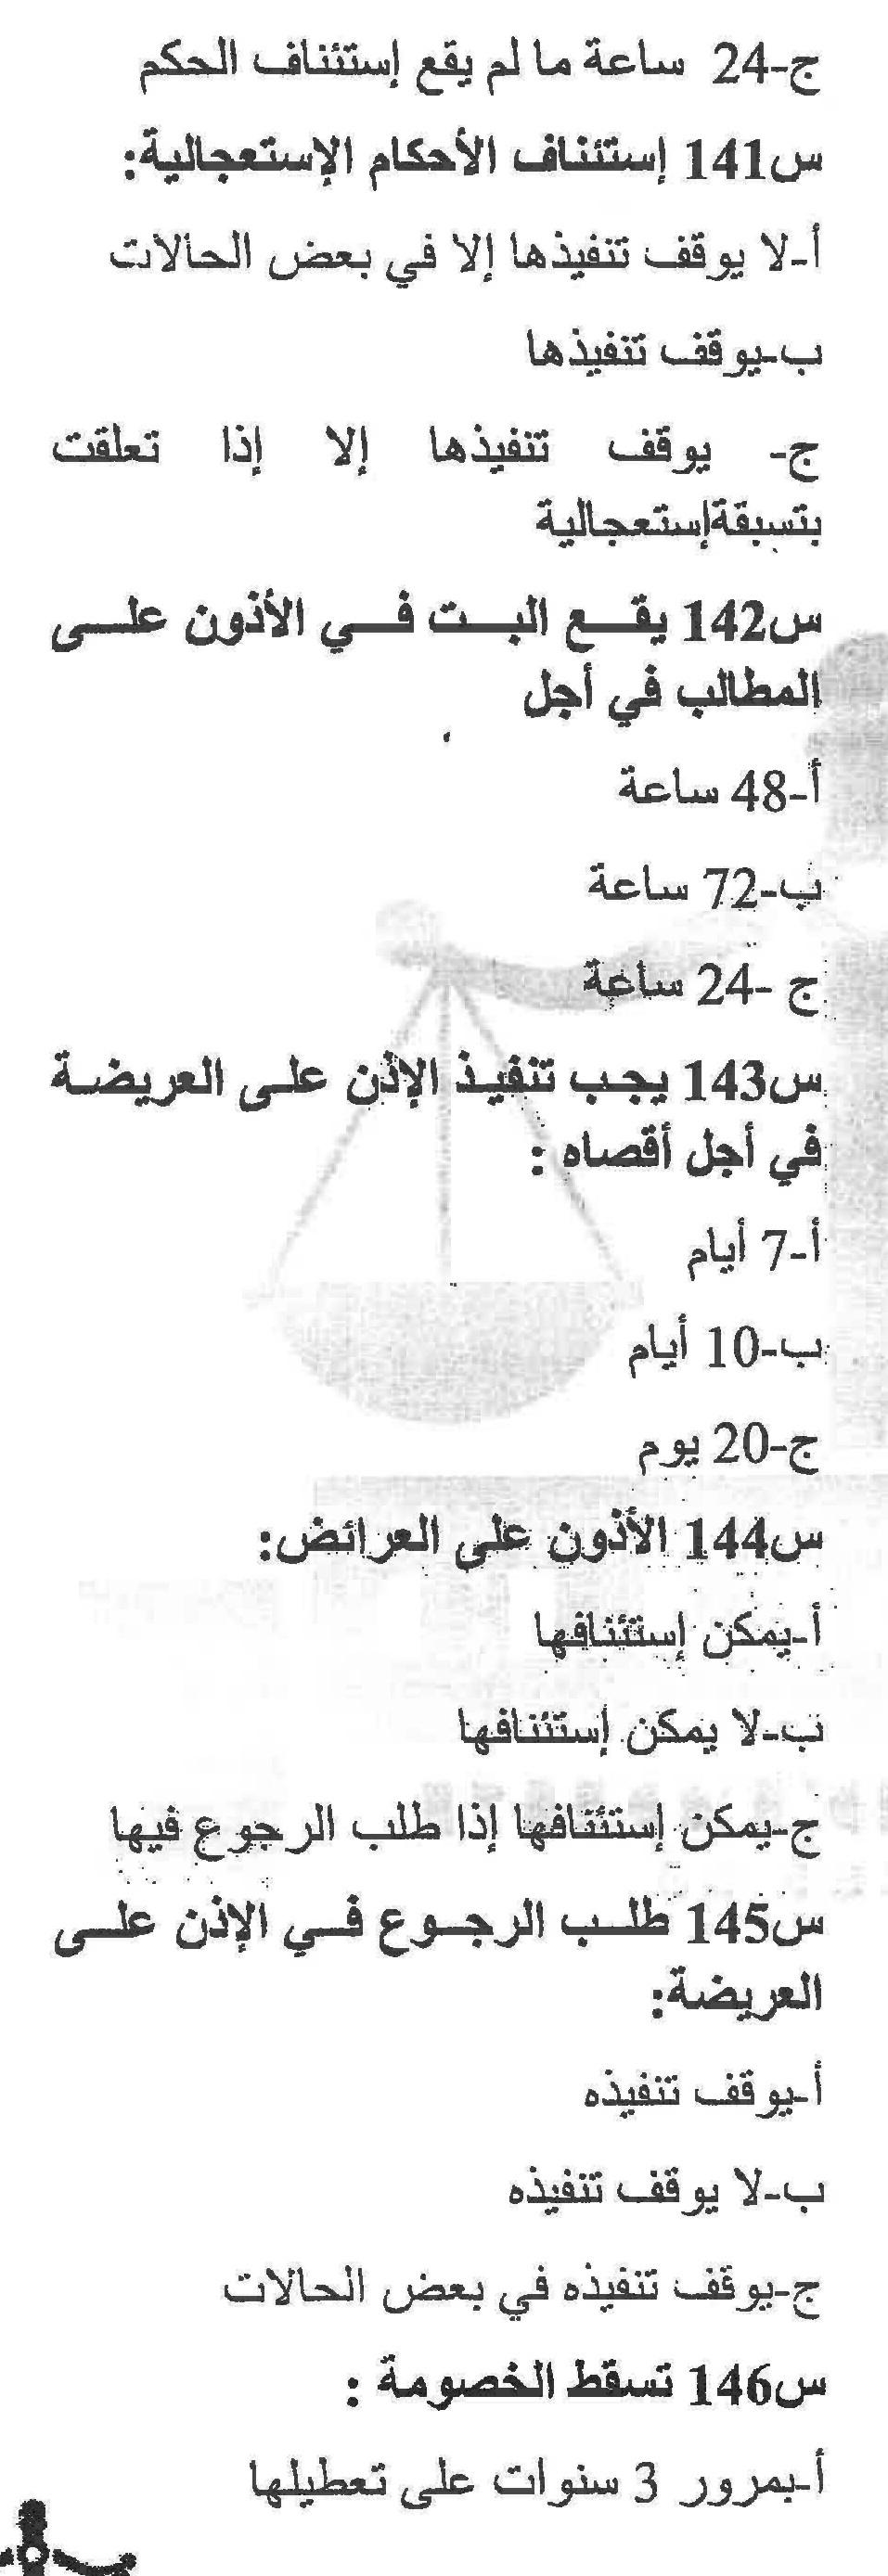 ج-24 ساعة ما لم يقع إستئناف الحكم
س141 إستئناف الأحكام الإستعجالية:
أ-لا يوقف تنفيذها إلا في بعض الحالات
ب-يوقف تنفيذها
ج- يوقف تنفيذها إلا إذا تعلقت
بتسبقةإستعجالية
س142 يقع البت في الأذون على
المطالب في أجل
أ-48 ساعة
ب-72 ساعة
ج -24 ساعة
س143 يجب تنفيذ الإذن على العريضة
في أجل أقصاه :
أ-7 أيام
ب-10 أيام
ج-20 يوم
س144 الأذون على العرائض:
أ-يمكن إستئنافها
ب-لا يمكن إستئنافها
ج-يمكن إستئنافها إذا طلب الرجوع فيها
س145 طلب الرجوع في الإذن على
العريضة:
أ-يوقف تنفيذه
ب-لا يوقف تنفيذه
ج-يوقف تنفيذه في بعض الحالات
س146 تسقط الخصومة :
أ-بمرور 3 سنوات على تعطيلها